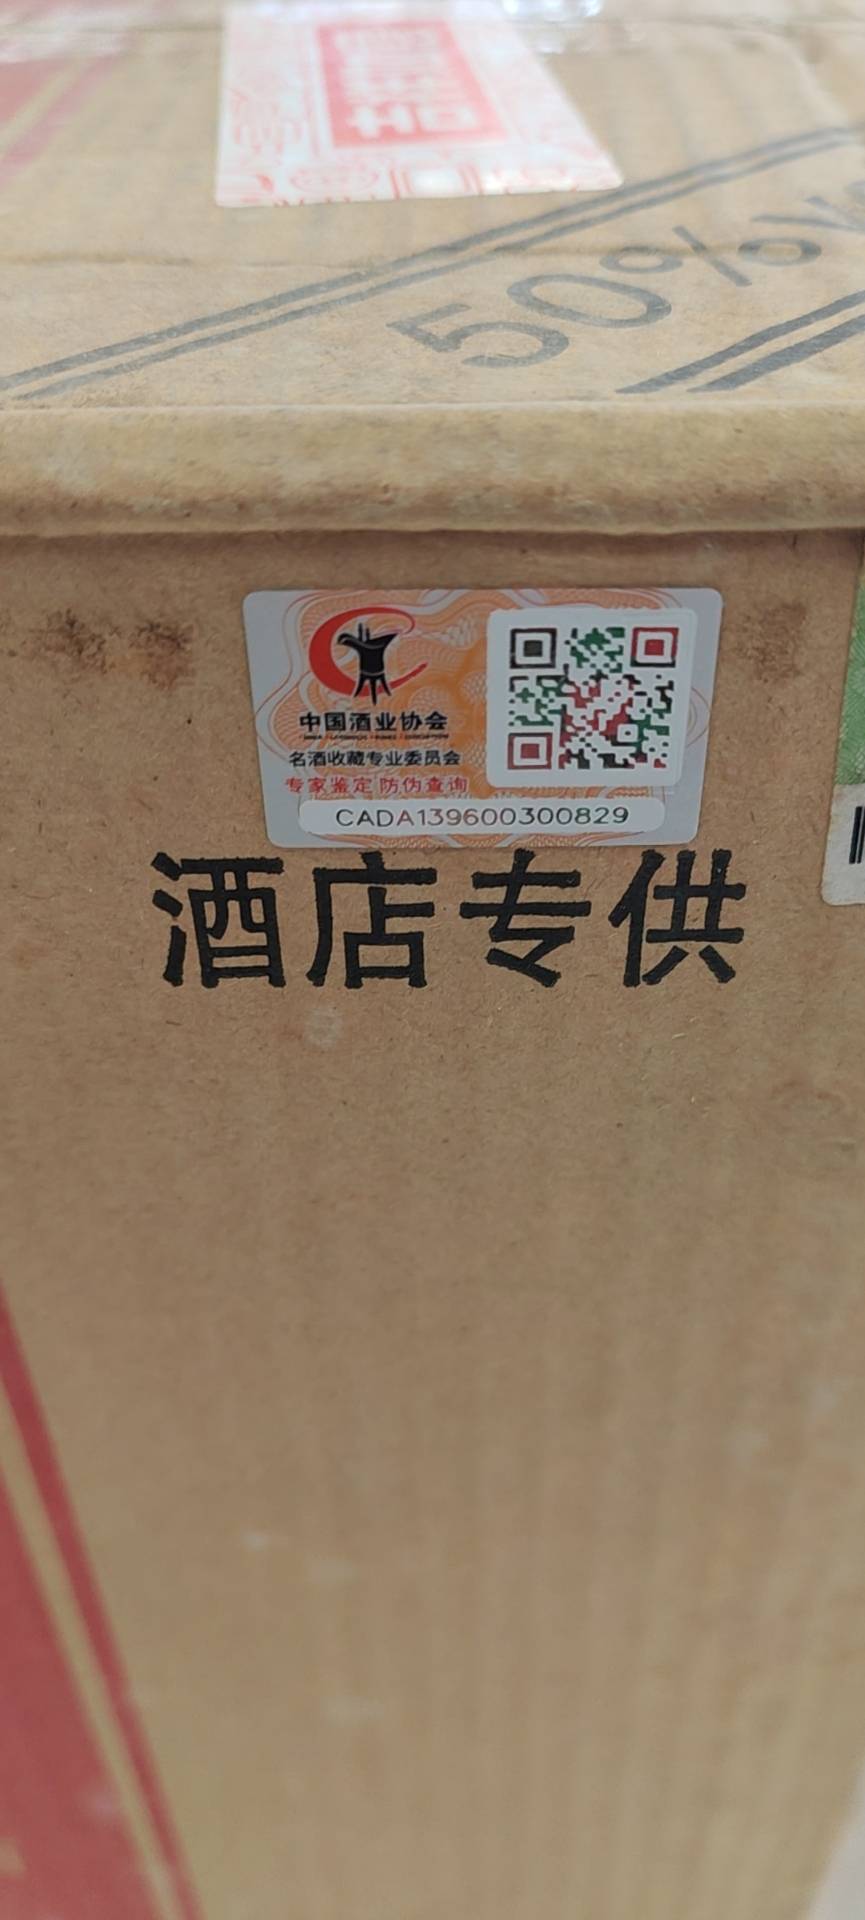 50%v
中国酒业协会
名酒收藏专业委员会
专家鉴定 防伪查询
CADA139600300829
酒店专供